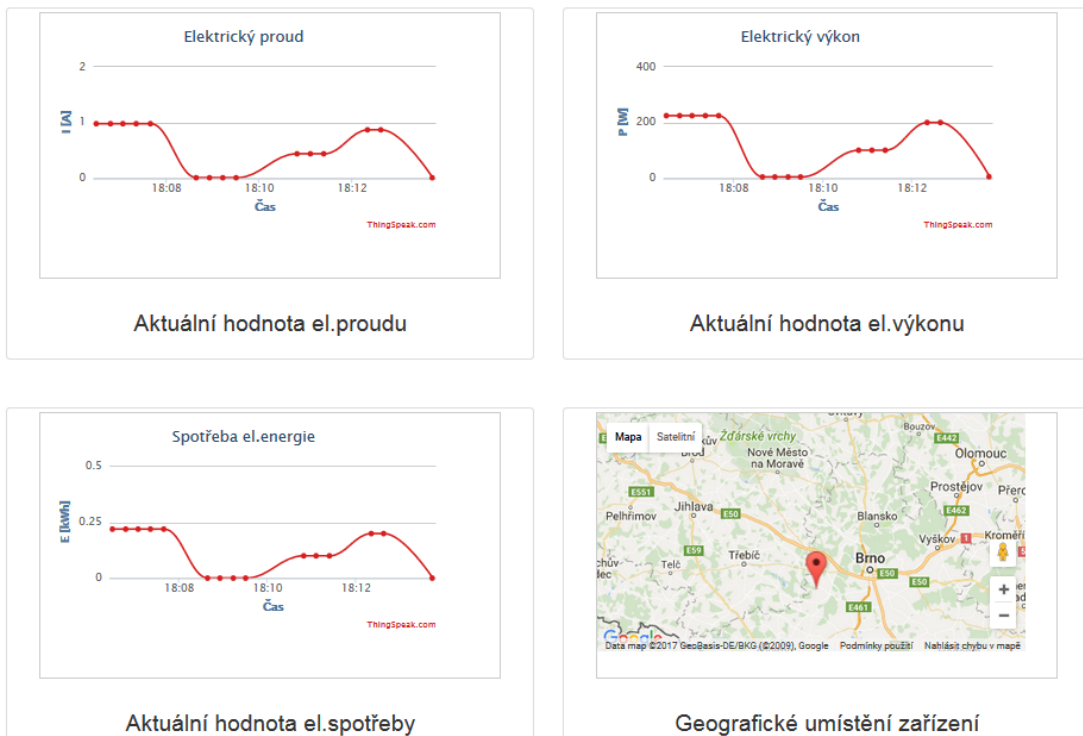 Elektrický proud
2
1
0
I [A]
18:08
18:10
18:12
Čas
ThingSpeak.com
Aktuální hodnota el.proudu
Elektrický výkon
400
200
0
P [W]
18:08
18:10
18:12
Čas
ThingSpeak.com
Aktuální hodnota el.výkonu
Spotřeba el.energie
0.5
0.25
0
E [kWh]
18:08
18:10
18:12
Čas
ThingSpeak.com
Aktuální hodnota el.spotřeby
Mapa
Satelitní
Žďárské vrchy
Bouzov
E442
Olomouc
Nové Město
na Moravě
E551
Prostějov
Jihlava
E50
E462
Pelhřimov
Blansko
Vyškov
1
E59
Třebíč
Telč
Brno
E50
E50
E461
+
−
Google
Data map ©2017 GeoBasis-DE/BKG (©2009), Google
Podmínky použití
Nahlásit chybu v mapě
Geografické umístění zařízení